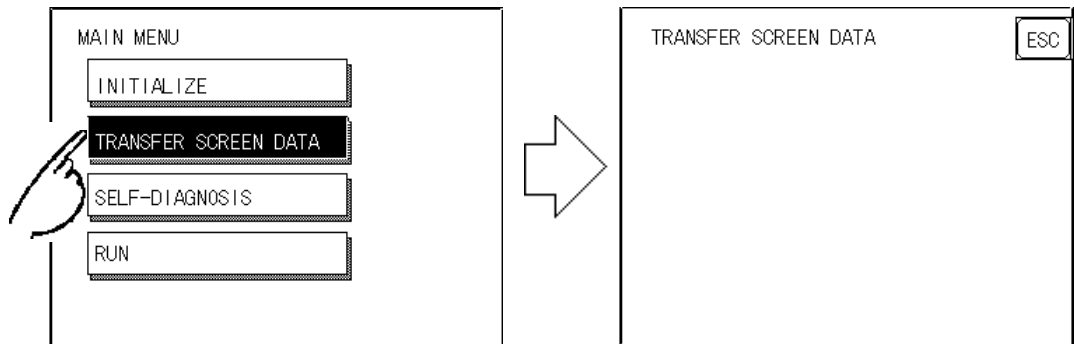 MAIN MENU
INITIALIZE
TRANSFER SCREEN DATA
SELF-DIAGNOSIS
RUN
TRANSFER SCREEN DATA
ESC